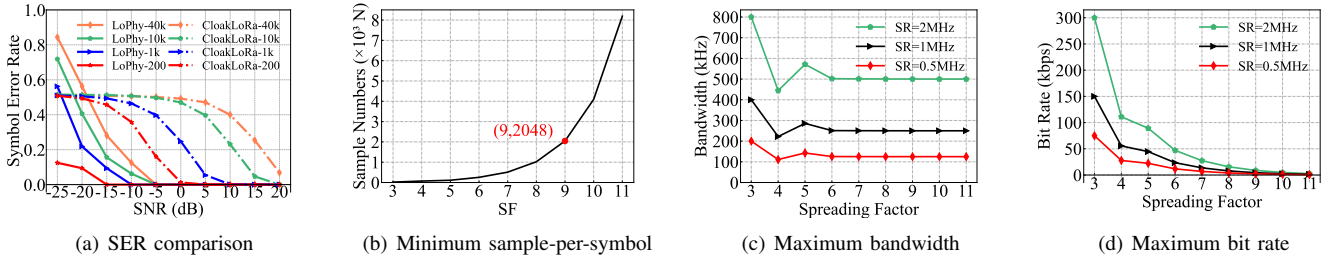 Symbol Error Rate
1.0
0.8
0.6
0.4
0.2
0.0
LoPhy-40k
LoPhy-10k
LoPhy-1k
LoPhy-200
CloakLoRa-40k
CloakLoRa-10k
CloakLoRa-1k
CloakLoRa-200
-25 -20 -15 -10 -5 0 5 10 15 20
SNR (dB)
(a) SER comparison
Sample Numbers (× 10³ N)
8
6
4
3
2
1
0
(9,2048)
3 4 5 6 7 8 9 10 11
SF
(b) Minimum sample-per-symbol
Bandwidth (kHz)
800
700
600
500
400
300
200
100
0
SR=2MHz
SR=1MHz
SR=0.5MHz
3 4 5 6 7 8 9 10 11
Spreading Factor
(c) Maximum bandwidth
Bit Rate (kbps)
300
250
200
150
100
50
0
SR=2MHz
SR=1MHz
SR=0.5MHz
3 4 5 6 7 8 9 10 11
Spreading Factor
(d) Maximum bit rate